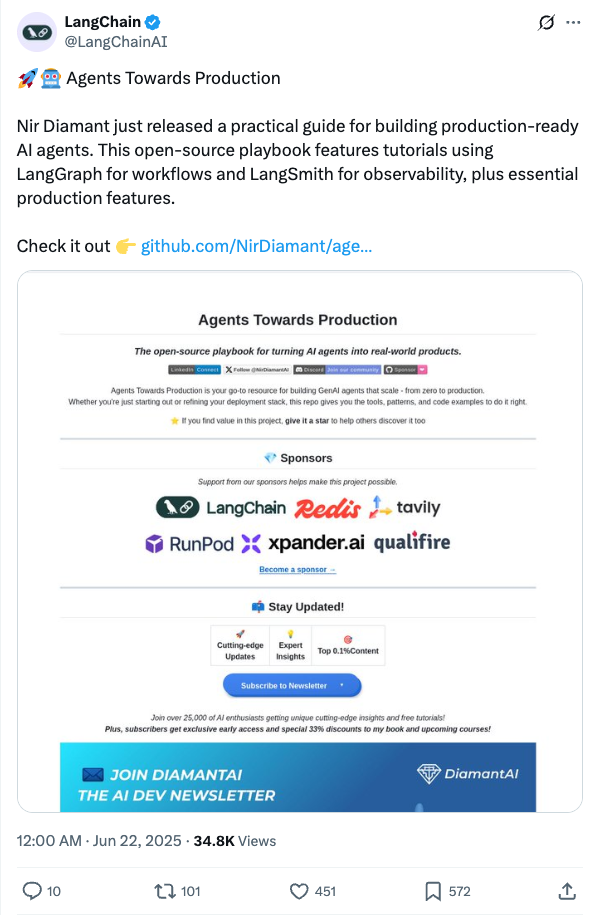 LangChain
@LangChainAI
🚀🤖 Agents Towards Production
Nir Diamant just released a practical guide for building production-ready
AI agents. This open-source playbook features tutorials using
LangGraph for workflows and LangSmith for observability, plus essential
production features.
Check it out 👉 github.com/NirDiamant/age...
Agents Towards Production
The open-source playbook for turning AI agents into real-world products.
LinkedIn Connect Follow @NirDiamantAI Discord Join our community Sponsor
Agents Towards Production is your go-to resource for building GenAI agents that scale - from zero to production.
Whether you're just starting out or refining your deployment stack, this repo gives you the tools, patterns, and code examples to do it right.
⭐ If you find value in this project, give it a star to help others discover it too
💎 Sponsors
Support from our sponsors helps make this project possible.
LangChain Redis tavily
RunPod xpander.ai qualifire
Become a sponsor →
📫 Stay Updated!
🚀 💡 🎯
Cutting-edge Expert Top 0.1%Content
Updates Insights
Subscribe to Newsletter
Join over 25,000 of AI enthusiasts getting unique cutting-edge insights and free tutorials!
Plus, subscribers get exclusive early access and special 33% discounts to my book and upcoming courses!
JOIN DIAMANTAI
DiamantAI
THE AI DEV NEWSLETTER
12:00 AM · Jun 22, 2025 · 34.8K Views
10 101 451 572